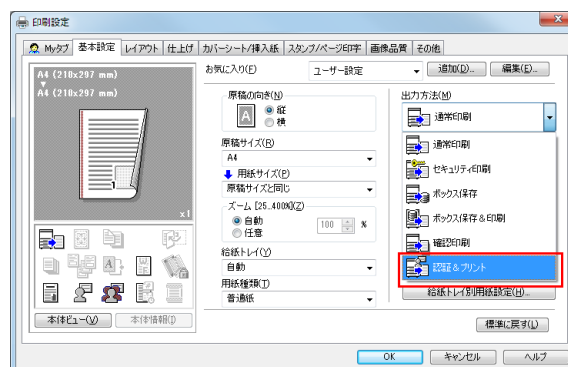 印刷設定
Myタブ 基本設定 レイアウト 仕上げ カバーシート/挿入紙 スタンプ/ページ印字 画像品質 その他
A4 (210x297 mm)
A4 (210x297 mm)
1
x1
本体ビュー(V)
本体情報(I)
お気に入り(F)
ユーザー設定
追加(D)...
編集(E)...
原稿の向き(N)
A
縦
横
原稿サイズ(R)
A4
用紙サイズ(P)
原稿サイズと同じ
ズーム [25..400%](Z)
自動
任意
100 %
給紙トレイ(Y)
自動
用紙種類(T)
普通紙
出力方法(M)
通常印刷
通常印刷
セキュリティ印刷
ボックス保存
ボックス保存&印刷
確認印刷
認証&プリント
給紙トレイ別用紙設定(H)...
標準に戻す(L)
OK
キャンセル
ヘルプ